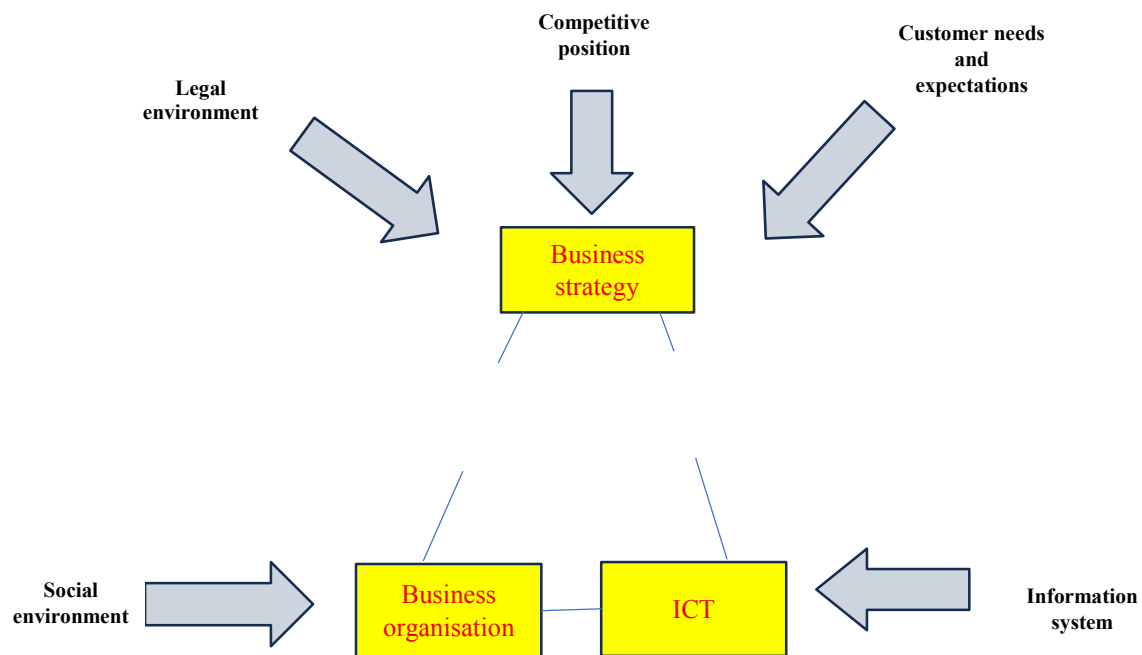 Competitive
position
Customer needs
and
expectations
Legal
environment
Business
strategy
Social
environment
Business
organisation
ICT
Information
system